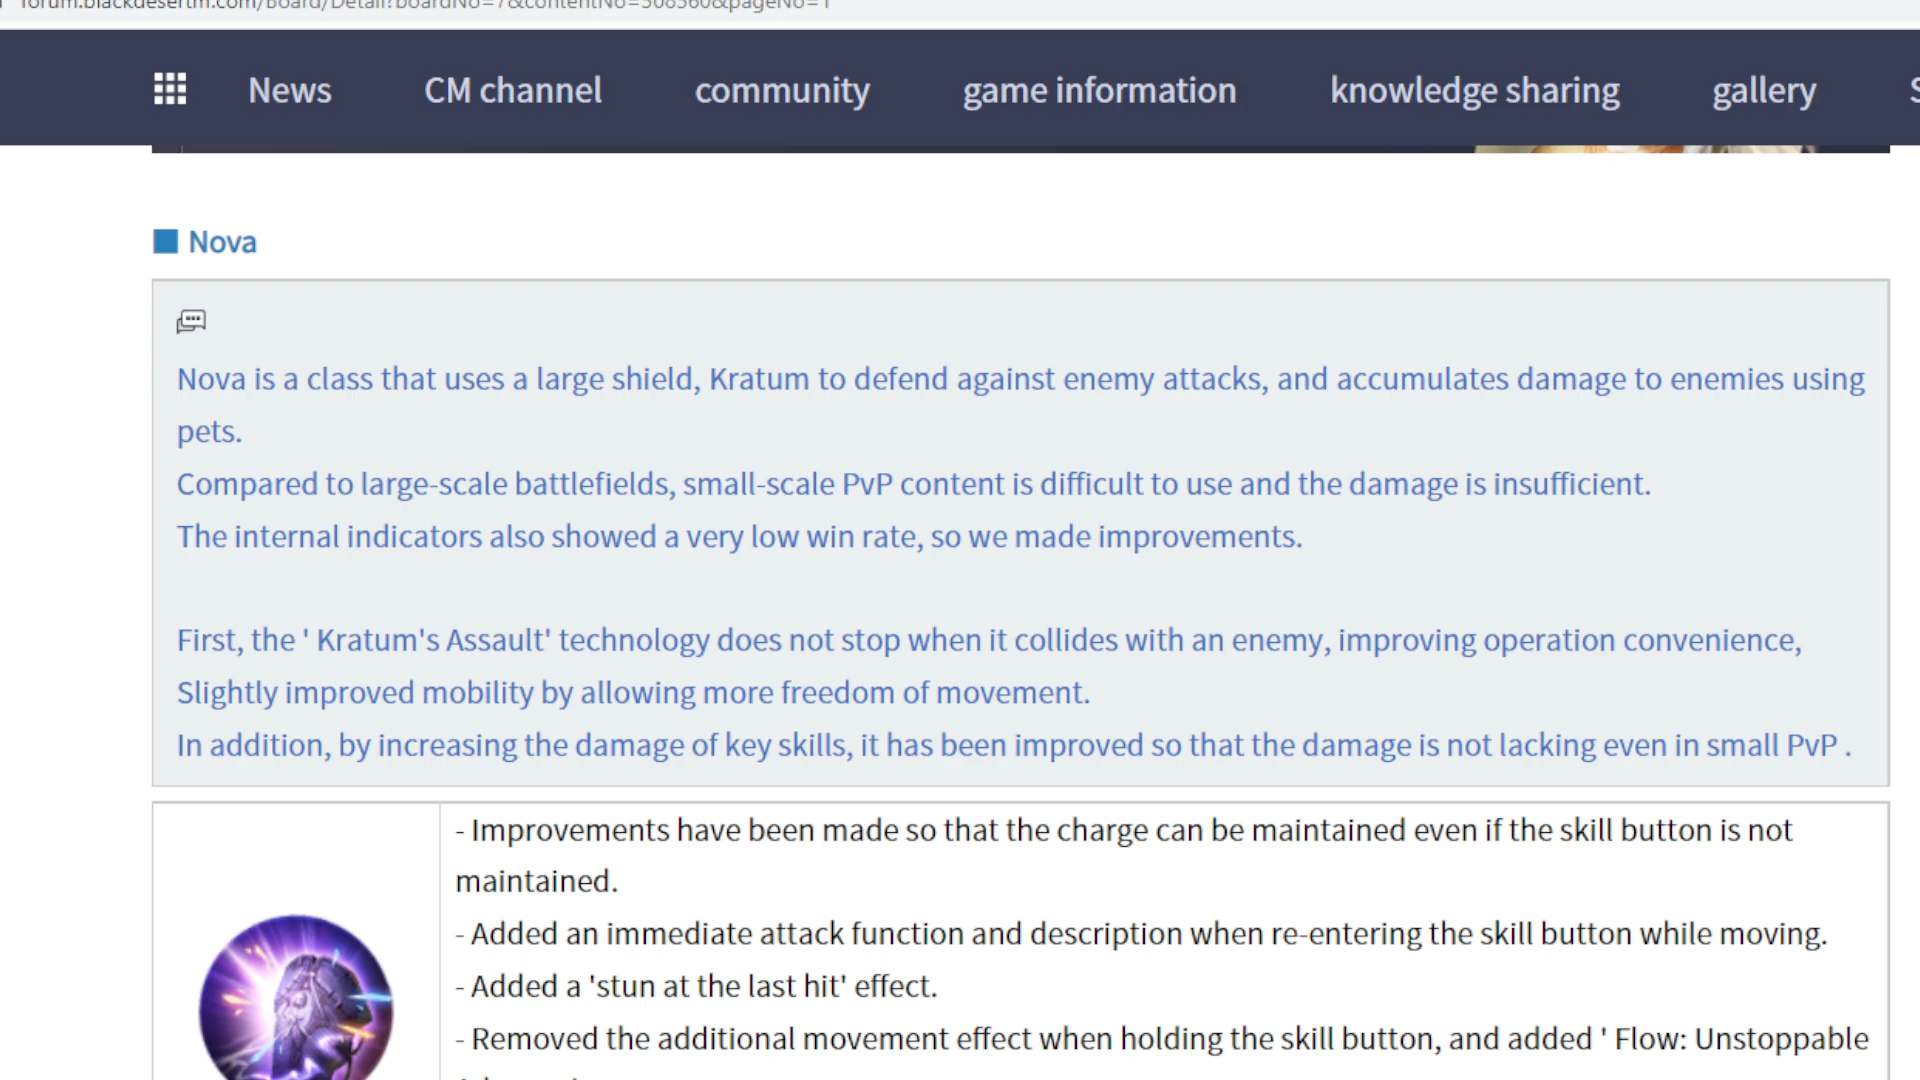 forum.blackdesertm.com/Board/Detail?boardNo=7&contentNo=508560&pageNo=1
News CM channel community game information knowledge sharing gallery
Nova
Nova is a class that uses a large shield, Kratum to defend against enemy attacks, and accumulates damage to enemies using
pets.
Compared to large-scale battlefields, small-scale PvP content is difficult to use and the damage is insufficient.
The internal indicators also showed a very low win rate, so we made improvements.
First, the ' Kratum's Assault' technology does not stop when it collides with an enemy, improving operation convenience,
Slightly improved mobility by allowing more freedom of movement.
In addition, by increasing the damage of key skills, it has been improved so that the damage is not lacking even in small PvP .
- Improvements have been made so that the charge can be maintained even if the skill button is not
maintained.
- Added an immediate attack function and description when re-entering the skill button while moving.
- Added a 'stun at the last hit' effect.
- Removed the additional movement effect when holding the skill button, and added ' Flow: Unstoppable